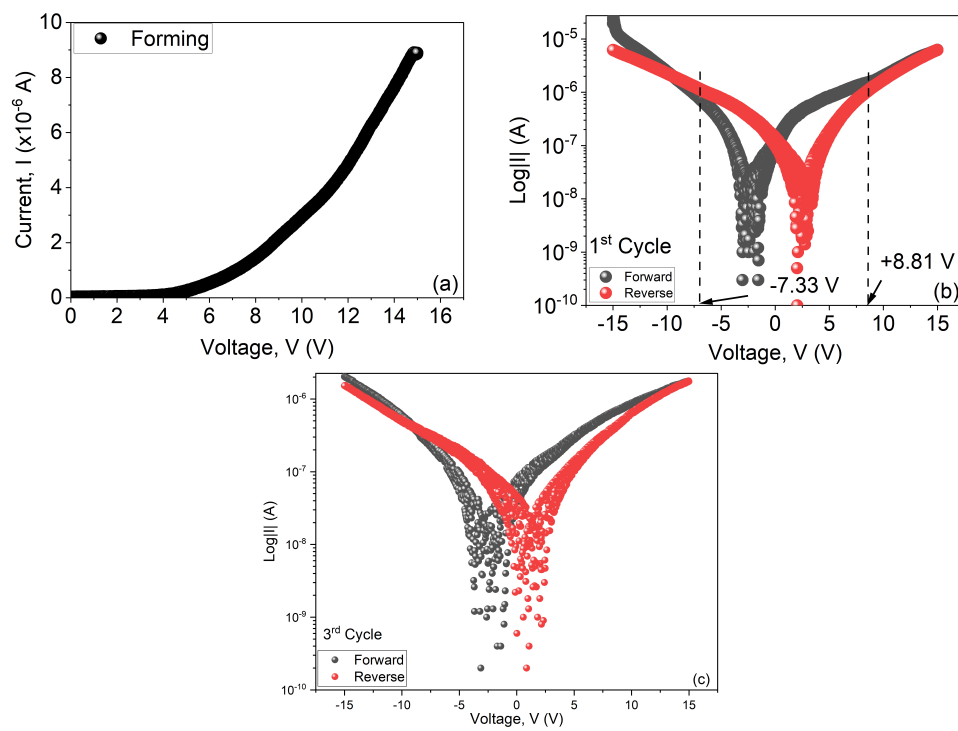 Forming
Current, I (x10⁻⁶ A)
10
8
6
4
2
0
0 2 4 6 8 10 12 14 16
Voltage, V (V)
(a)
Log|I| (A)
10⁻⁵
10⁻⁶
10⁻⁷
10⁻⁸
10⁻⁹
10⁻¹⁰
1ˢᵗ Cycle
Forward
Reverse
-7.33 V
+8.81 V
(b)
-15 -10 -5 0 5 10 15
Voltage, V (V)
Log|I| (A)
10⁻⁶
10⁻⁷
10⁻⁸
10⁻⁹
10⁻¹⁰
3ʳᵈ Cycle
Forward
Reverse
(c)
-15 -10 -5 0 5 10 15
Voltage, V (V)